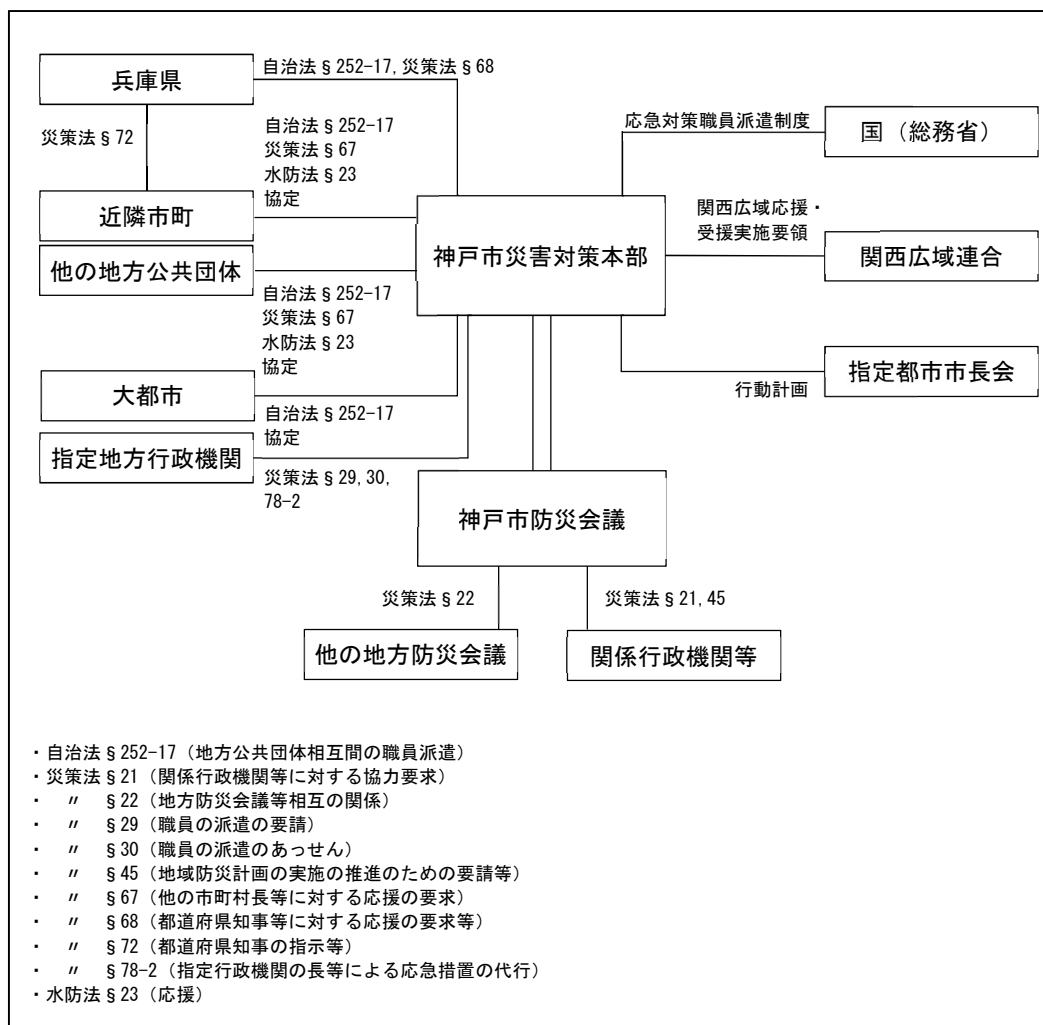 兵庫県
自治法§252-17,災策法§68
災策法§72
自治法§252-17
災策法§67
水防法§23
協定
近隣市町
他の地方公共団体
自治法§252-17
災策法§67
水防法§23
協定
大都市
自治法§252-17
協定
指定地方行政機関
災策法§29,30,
78-2
神戸市災害対策本部
応急対策職員派遣制度
国（総務省）
関西広域応援・
受援実施要領
関西広域連合
指定都市市長会
行動計画
神戸市防災会議
災策法§22
災策法§21,45
他の地方防災会議
関係行政機関等
・自治法§252-17（地方公共団体相互間の職員派遣）
・災策法§21（関係行政機関等に対する協力要求）
・　〃　§22（地方防災会議等相互の関係）
・　〃　§29（職員の派遣の要請）
・　〃　§30（職員の派遣のあっせん）
・　〃　§45（地域防災計画の実施の推進のための要請等）
・　〃　§67（他の市町村長等に対する応援の要求）
・　〃　§68（都道府県知事等に対する応援の要求等）
・　〃　§72（都道府県知事の指示等）
・　〃　§78-2（指定行政機関の長等による応急措置の代行）
・水防法§23（応援）